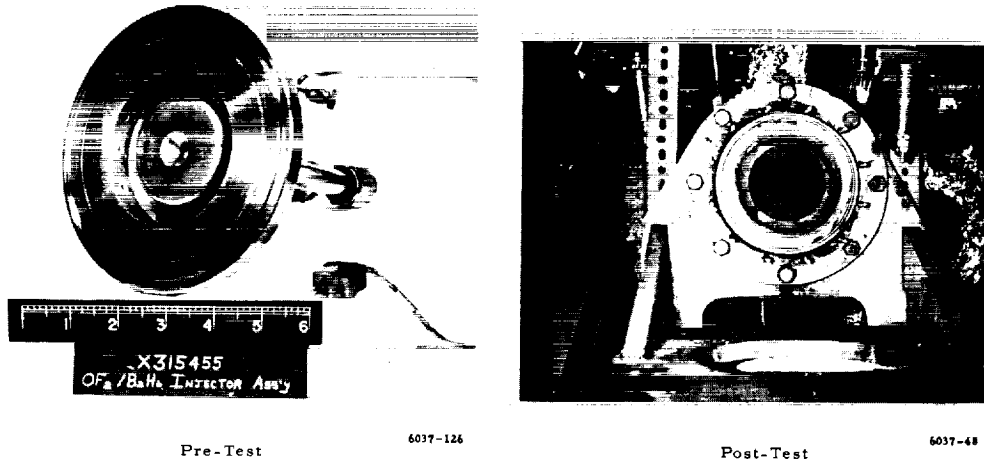 1 2 3 4 5 6
X315455
OF₂/B₂H₆ INJECTOR ASS'Y
6037-126
Pre-Test
6037-48
Post-Test